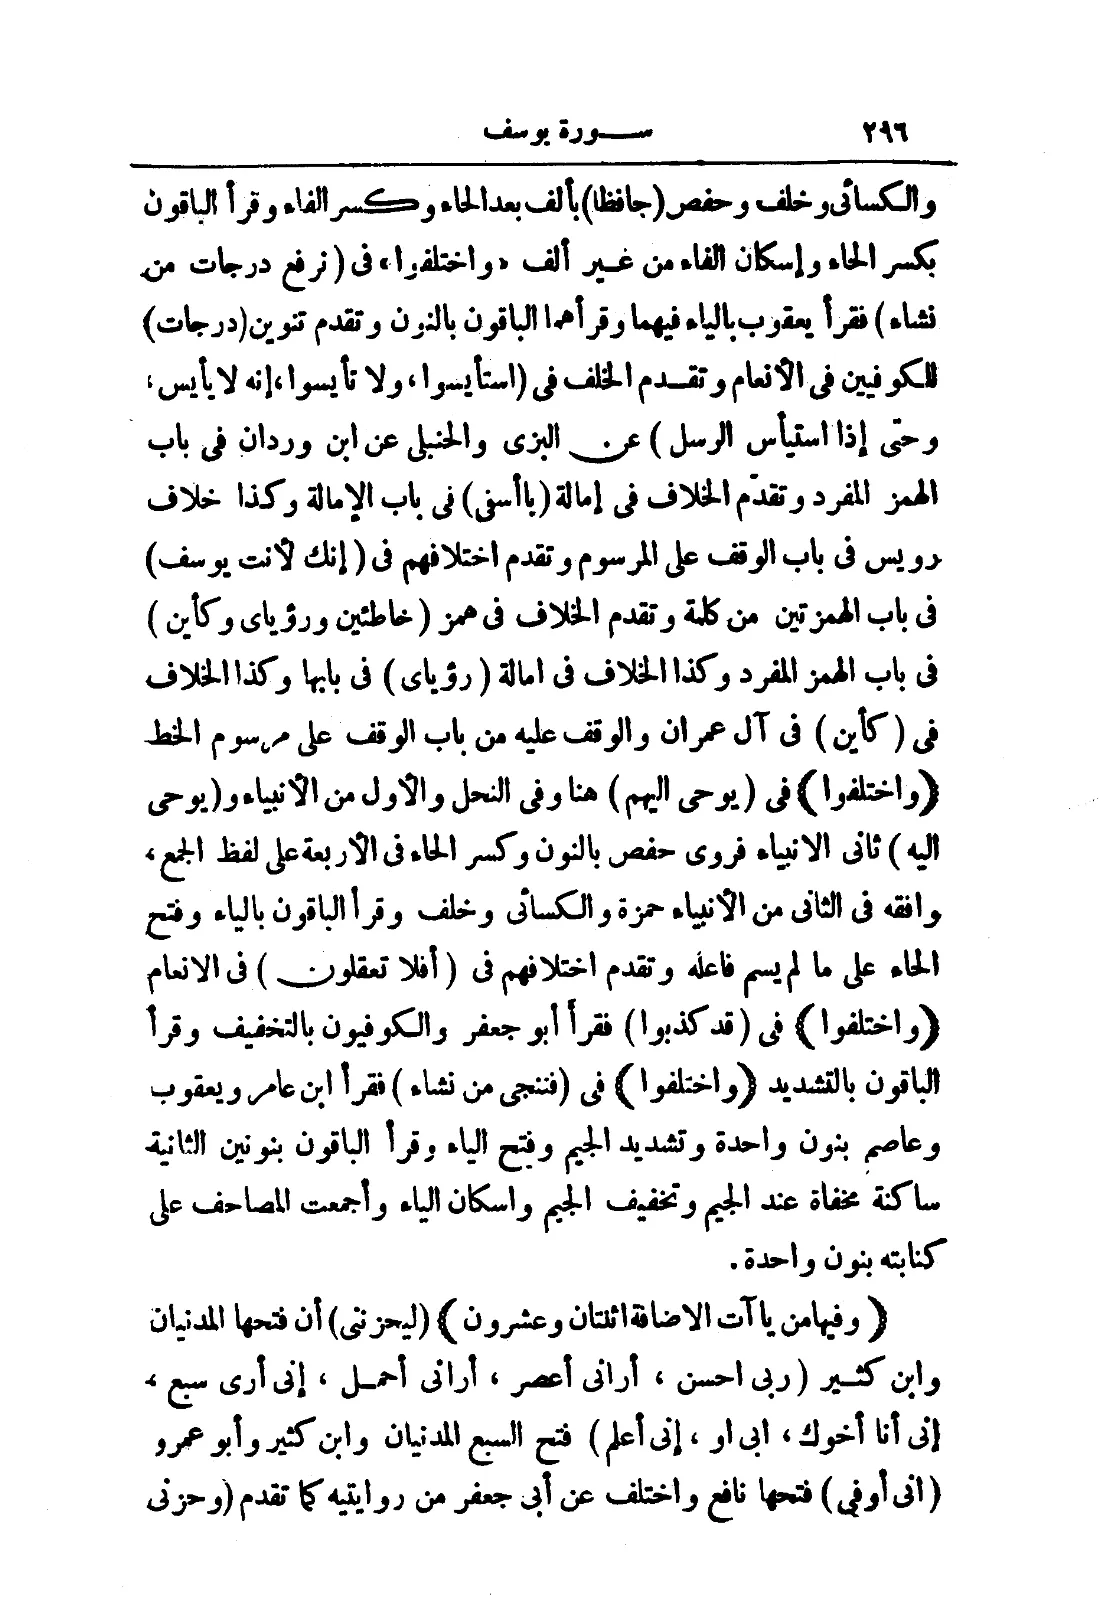 ٢٩٦ سورة يوسف
والكسائى وخلف وحفص (حافظا) بألف بعد الحاء وكسر الفاء وقرأ الباقون
بكسر الحاء وإسكان الفاء من غير ألف «واختلفوا» فى (نرفع درجات من
نشاء) فقرأ يعقوب بالياء فيهما وقرأهما الباقون بالنون وتقدم تنوين (درجات)
للكوفيين فى الأنعام وتقدم الخلف فى (استأيسوا، ولا تأيسوا، إنه لا يأيس،
وحتى إذا استيأس الرسل) عن البزى والحنبلى عن ابن وردان فى باب
الهمز المفرد وتقدّم الخلاف فى إمالة (ياأسفى) فى باب الإمالة وكذا خلاف
رويس فى باب الوقف على المرسوم وتقدم اختلافهم فى (إنك لأنت يوسف)
فى باب الهمزتين من كلمة وتقدم الخلاف فى همز (خاطئين ورؤياى وكأين)
فى باب الهمز المفرد وكذا الخلاف فى امالة (رؤياى) فى بابها وكذا الخلاف
فى (كأين) فى آل عمران والوقف عليه من باب الوقف على مرسوم الخط
﴿واختلفوا﴾ فى (يوحى اليهم) هنا وفى النحل والأول من الأنبياء و(يوحى
اليه) ثانى الانبياء فروى حفص بالنون وكسر الحاء فى الأربعة على لفظ الجمع،
وافقه فى الثانى من الأنبياء حمزة والكسائى وخلف وقرأ الباقون بالياء وفتح
الحاء على ما لم يسم فاعله وتقدم اختلافهم فى (أفلا تعقلون) فى الانعام
﴿واختلفوا﴾ فى (قد كذبوا) فقرأ أبو جعفر والكوفيون بالتخفيف وقرأ
الباقون بالتشديد ﴿واختلفوا﴾ فى (فننجى من نشاء) فقرأ ابن عامر ويعقوب
وعاصم بنون واحدة وتشديد الجيم وفتح الياء وقرأ الباقون بنونين الثانية
ساكنة مخفاة عند الجيم وتخفيف الجيم واسكان الياء وأجمعت المصاحف على
كتابته بنون واحدة.
﴿وفيها من ياآت الاضافة اثنتان وعشرون﴾ (ليحزننى) أن فتحها المدنيان
وابن كثير (ربى احسن، أرانى أعصر، أرانى أحمل، إنى أرى سبع،
إنى أنا أخوك، ابى او، إنى أعلم) فتح السبع المدنيان وابن كثير وأبو عمرو
(انى أوفى) فتحها نافع واختلف عن أبى جعفر من روايتيه كما تقدم (وحزنى